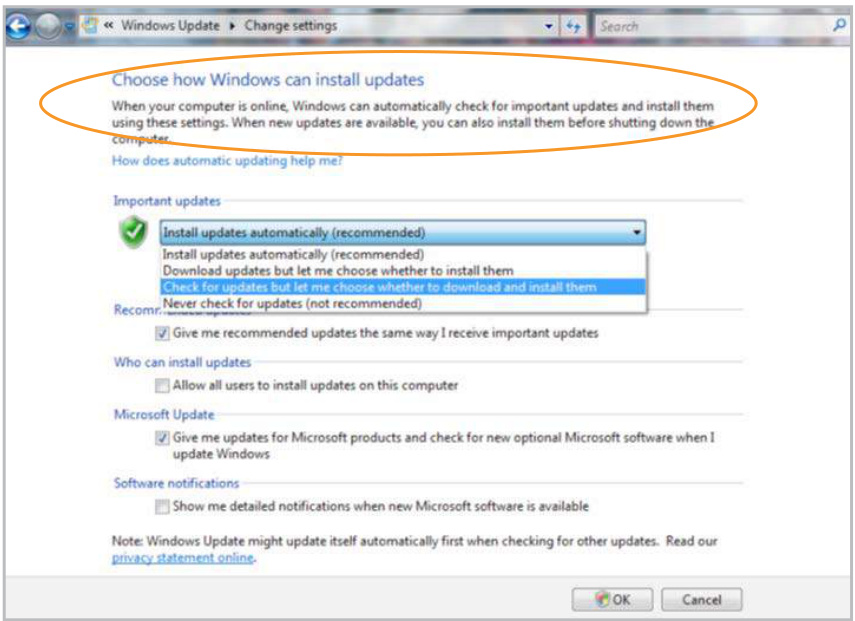 « Windows Update ▸ Change settings Search
Choose how Windows can install updates
When your computer is online, Windows can automatically check for important updates and install them
using these settings. When new updates are available, you can also install them before shutting down the
computer.
How does automatic updating help me?
Important updates
Install updates automatically (recommended)
Install updates automatically (recommended)
Download updates but let me choose whether to install them
Check for updates but let me choose whether to download and install them
Never check for updates (not recommended)
Recommended updates
Give me recommended updates the same way I receive important updates
Who can install updates
Allow all users to install updates on this computer
Microsoft Update
Give me updates for Microsoft products and check for new optional Microsoft software when I
update Windows
Software notifications
Show me detailed notifications when new Microsoft software is available
Note: Windows Update might update itself automatically first when checking for other updates. Read our
privacy statement online.
OK Cancel